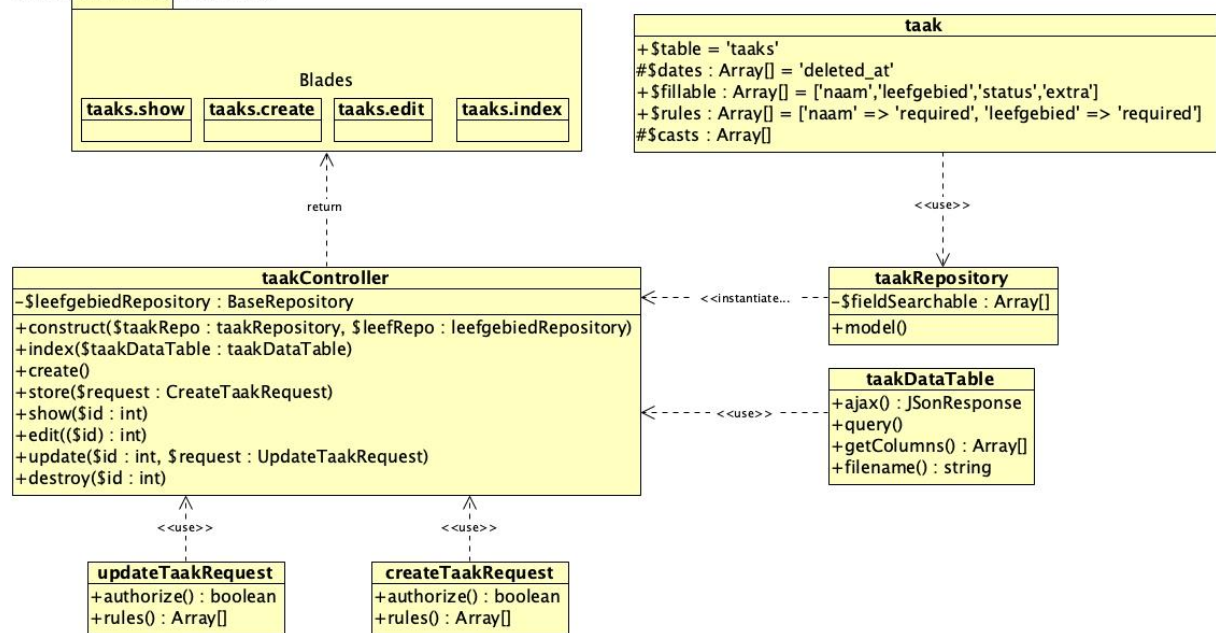 Blades
taaks.show
taaks.create
taaks.edit
taaks.index
taak
+$table = 'taaks'
#$dates : Array[] = 'deleted_at'
+$fillable : Array[] = ['naam','leefgebied','status','extra']
+$rules : Array[] = ['naam' => 'required', 'leefgebied' => 'required']
#$casts : Array[]
return
<<use>>
taakController
-$leefgebiedRepository : BaseRepository
+construct($taakRepo : taakRepository, $leefRepo : leefgebiedRepository)
+index($taakDataTable : taakDataTable)
+create()
+store($request : CreateTaakRequest)
+show($id : int)
+edit(($id) : int)
+update($id : int, $request : UpdateTaakRequest)
+destroy($id : int)
<<instantiate...
taakRepository
-$fieldSearchable : Array[]
+model()
<<use>>
taakDataTable
+ajax() : JSonResponse
+query()
+getColumns() : Array[]
+filename() : string
<<use>>
<<use>>
updateTaakRequest
+authorize() : boolean
+rules() : Array[]
createTaakRequest
+authorize() : boolean
+rules() : Array[]